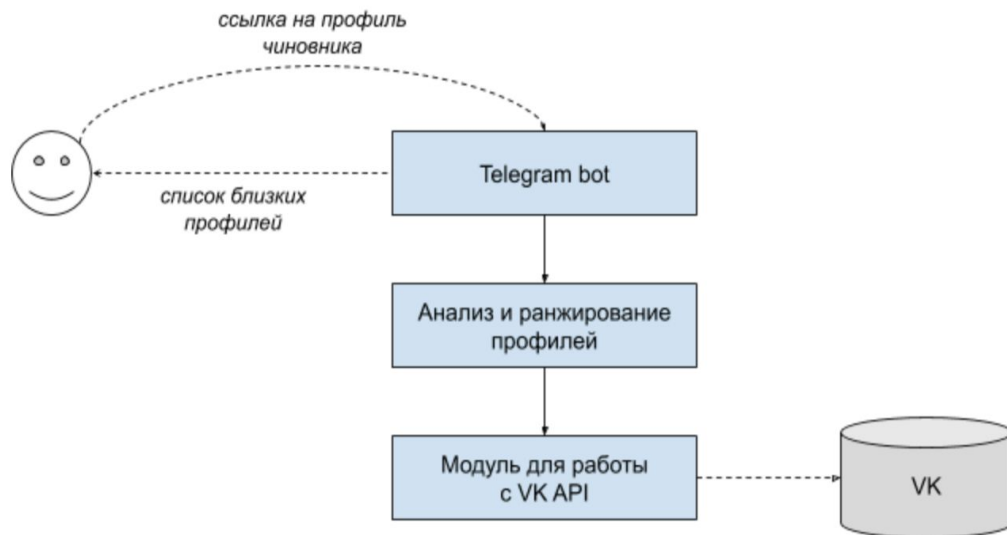 ссылка на профиль
чиновника
Telegram bot
список близких
профилей
Анализ и ранжирование
профилей
Модуль для работы
с VK API
VK